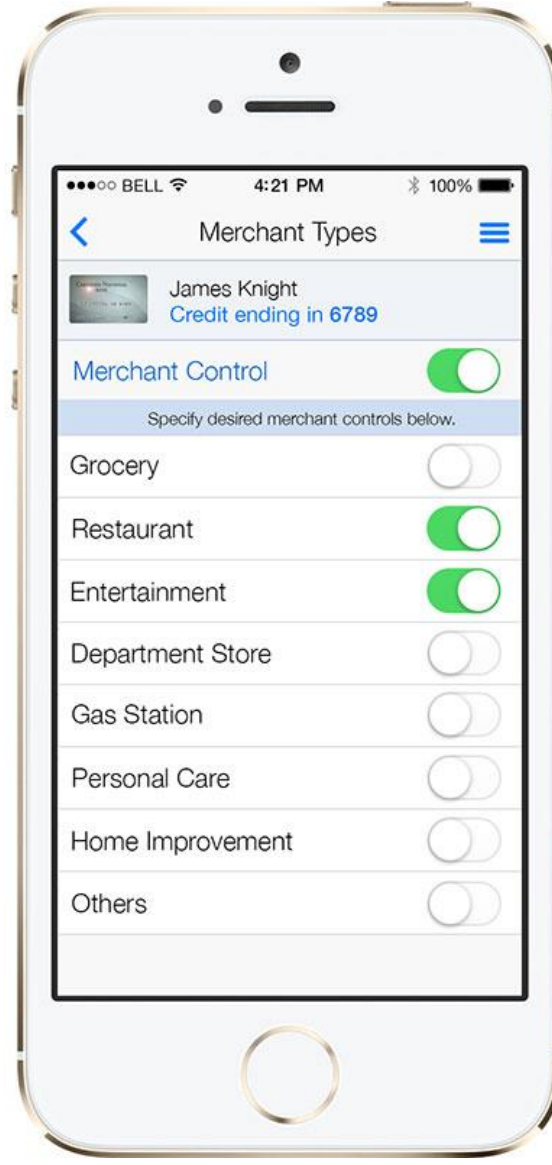 BELL 4:21 PM 100%
Merchant Types
James Knight
Credit ending in 6789
Merchant Control
Specify desired merchant controls below.
Grocery
Restaurant
Entertainment
Department Store
Gas Station
Personal Care
Home Improvement
Others